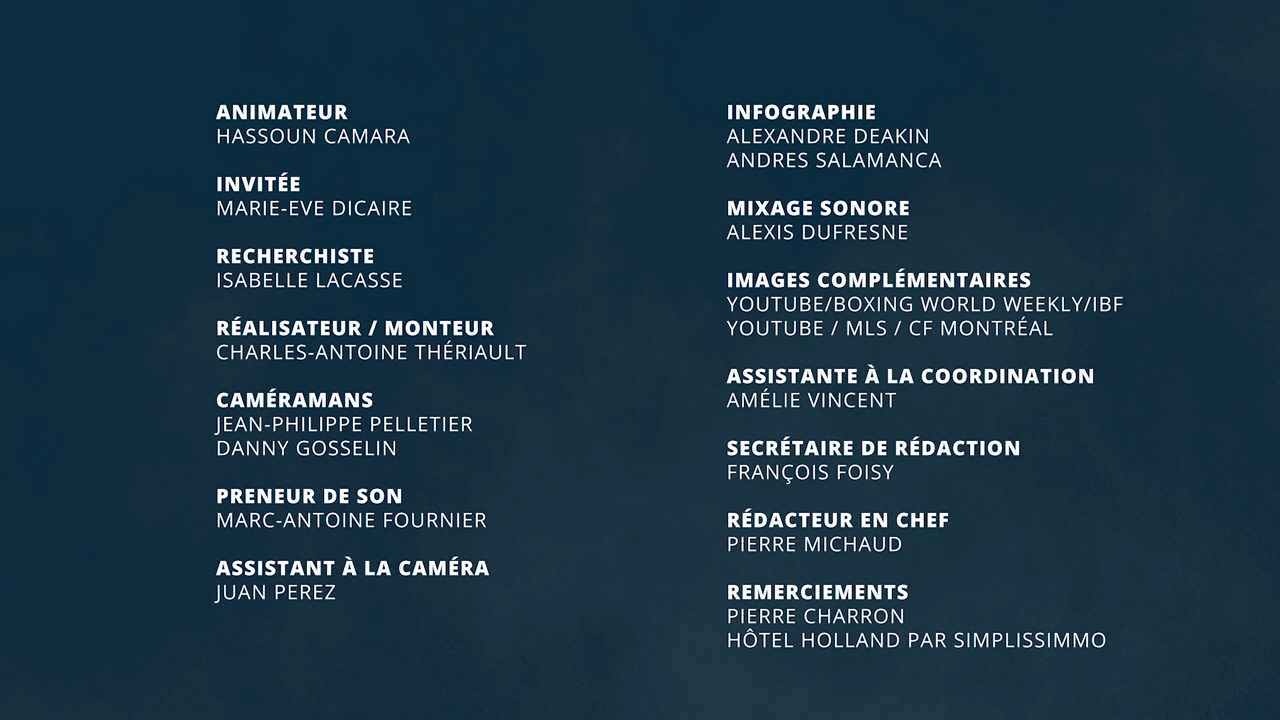 ANIMATEUR
HASSOUN CAMARA
INVITÉE
MARIE-EVE DICAIRE
RECHERCHISTE
ISABELLE LACASSE
RÉALISATEUR / MONTEUR
CHARLES-ANTOINE THÉRIAULT
CAMÉRAMANS
JEAN-PHILIPPE PELLETIER
DANNY GOSSELIN
PRENEUR DE SON
MARC-ANTOINE FOURNIER
ASSISTANT À LA CAMÉRA
JUAN PEREZ
INFOGRAPHIE
ALEXANDRE DEAKIN
ANDRES SALAMANCA
MIXAGE SONORE
ALEXIS DUFRESNE
IMAGES COMPLÉMENTAIRES
YOUTUBE/BOXING WORLD WEEKLY/IBF
YOUTUBE / MLS / CF MONTRÉAL
ASSISTANTE À LA COORDINATION
AMÉLIE VINCENT
SECRÉTAIRE DE RÉDACTION
FRANÇOIS FOISY
RÉDACTEUR EN CHEF
PIERRE MICHAUD
REMERCIEMENTS
PIERRE CHARRON
HÔTEL HOLLAND PAR SIMPLISSIMMO